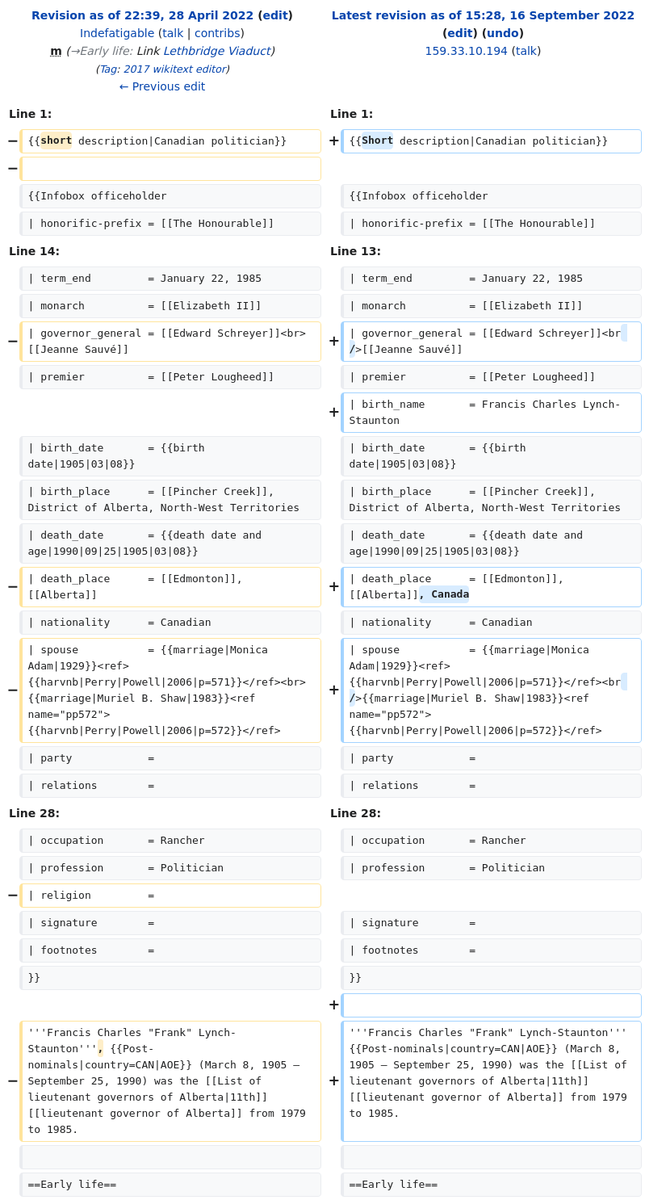 Revision as of 22:39, 28 April 2022 (edit)
Indefatigable (talk | contribs)
m (→Early life: Link Lethbridge Viaduct)
(Tag: 2017 wikitext editor)
← Previous edit
Latest revision as of 15:28, 16 September 2022
(edit) (undo)
159.33.10.194 (talk)
Line 1:
Line 1:
− {{short description|Canadian politician}}
+ {{Short description|Canadian politician}}
−
{{Infobox officeholder
{{Infobox officeholder
| honorific-prefix = [[The Honourable]]
| honorific-prefix = [[The Honourable]]
Line 14:
Line 13:
| term_end = January 22, 1985
| term_end = January 22, 1985
| monarch = [[Elizabeth II]]
| monarch = [[Elizabeth II]]
− | governor_general = [[Edward Schreyer]]<br>
[[Jeanne Sauvé]]
+ | governor_general = [[Edward Schreyer]]<br
/>[[Jeanne Sauvé]]
| premier = [[Peter Lougheed]]
| premier = [[Peter Lougheed]]
+ | birth_name = Francis Charles Lynch-
Staunton
| birth_date = {{birth
date|1905|03|08}}
| birth_date = {{birth
date|1905|03|08}}
| birth_place = [[Pincher Creek]],
District of Alberta, North-West Territories
| birth_place = [[Pincher Creek]],
District of Alberta, North-West Territories
| death_date = {{death date and
age|1990|09|25|1905|03|08}}
| death_date = {{death date and
age|1990|09|25|1905|03|08}}
− | death_place = [[Edmonton]],
[[Alberta]]
+ | death_place = [[Edmonton]],
[[Alberta]], Canada
| nationality = Canadian
| nationality = Canadian
− | spouse = {{marriage|Monica
Adam|1929}}<ref>
{{harvnb|Perry|Powell|2006|p=571}}</ref><br>
{{marriage|Muriel B. Shaw|1983}}<ref
name="pp572">
{{harvnb|Perry|Powell|2006|p=572}}</ref>
+ | spouse = {{marriage|Monica
Adam|1929}}<ref>
{{harvnb|Perry|Powell|2006|p=571}}</ref><br
/>{{marriage|Muriel B. Shaw|1983}}<ref
name="pp572">
{{harvnb|Perry|Powell|2006|p=572}}</ref>
| party =
| party =
| relations =
| relations =
Line 28:
Line 28:
| occupation = Rancher
| occupation = Rancher
| profession = Politician
| profession = Politician
− | religion =
| signature =
| signature =
| footnotes =
| footnotes =
}}
}}
+
− '''Francis Charles "Frank" Lynch-
Staunton''', {{Post-
nominals|country=CAN|AOE}} (March 8, 1905 –
September 25, 1990) was the [[List of
lieutenant governors of Alberta|11th]]
[[lieutenant governor of Alberta]] from 1979
to 1985.
+ '''Francis Charles "Frank" Lynch-Staunton'''
{{Post-nominals|country=CAN|AOE}} (March 8,
1905 – September 25, 1990) was the [[List of
lieutenant governors of Alberta|11th]]
[[lieutenant governor of Alberta]] from 1979
to 1985.
==Early life==
==Early life==